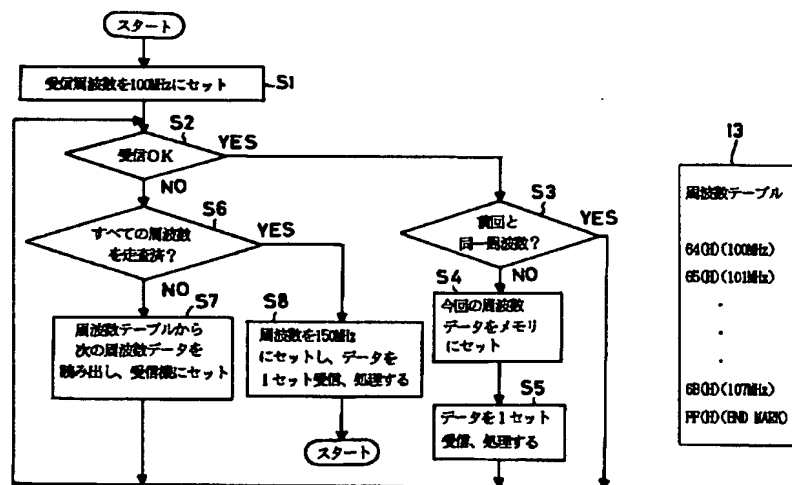 スタート
受信周波数を100MHzにセット
S1
S2
受信OK
YES
NO
S6
すべての周波数
を走査済?
YES
NO
S7
周波数テーブルから
次の周波数データを
読み出し、受信機にセット
S8
周波数を150MHz
にセットし、データを
1セット受信、処理する
スタート
S3
前回と
同一周波数?
YES
NO
S4
今回の周波数
データをメモリ
にセット
S5
データを1セット
受信、処理する
13
周波数テーブル
64(H)(100MHz)
65(H)(101MHz)
・
・
・
6B(H)(107MHz)
FF(H)(END MARK)